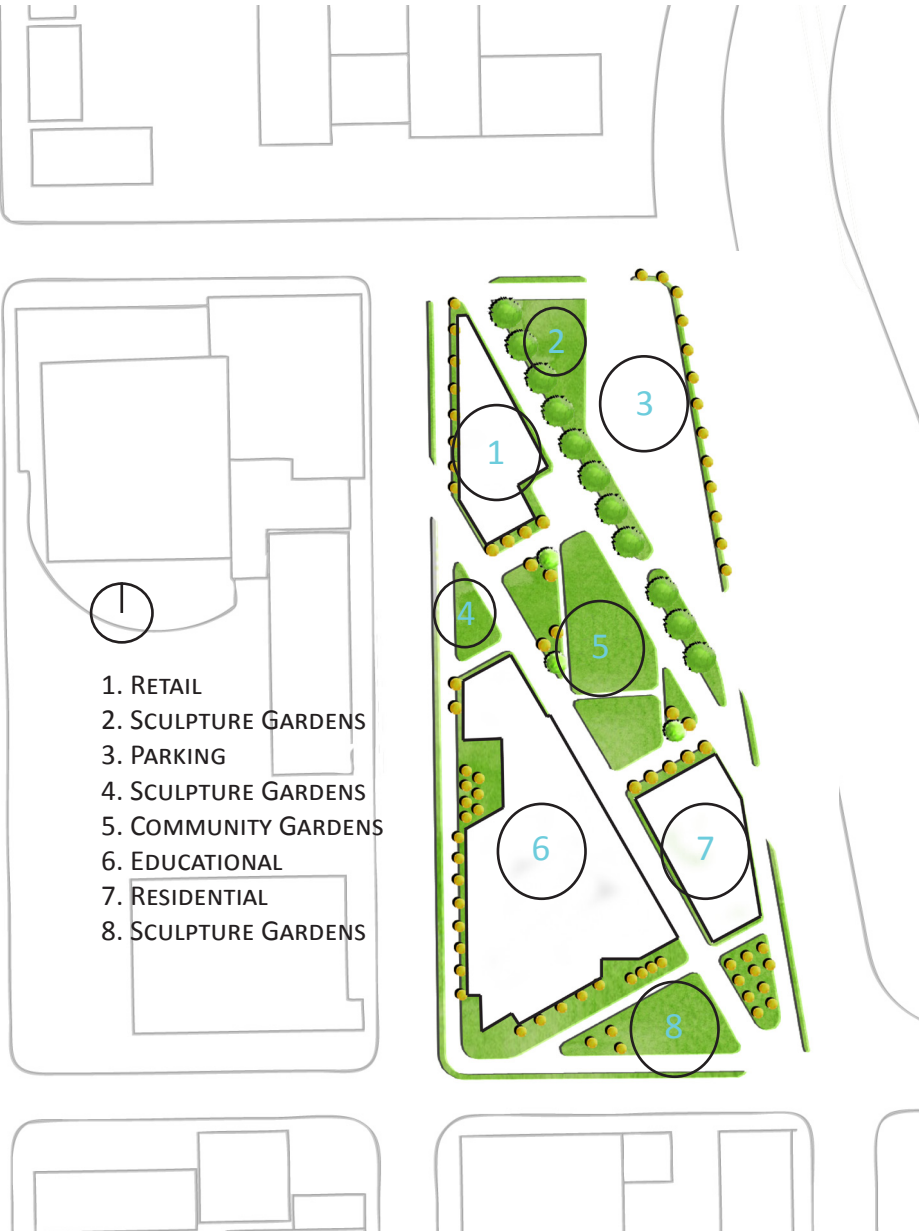 2
3
1
4
5
1. Retail
2. Sculpture Gardens
3. Parking
4. Sculpture Gardens
5. Community Gardens
6. Educational
7. Residential
8. Sculpture Gardens
6
7
8